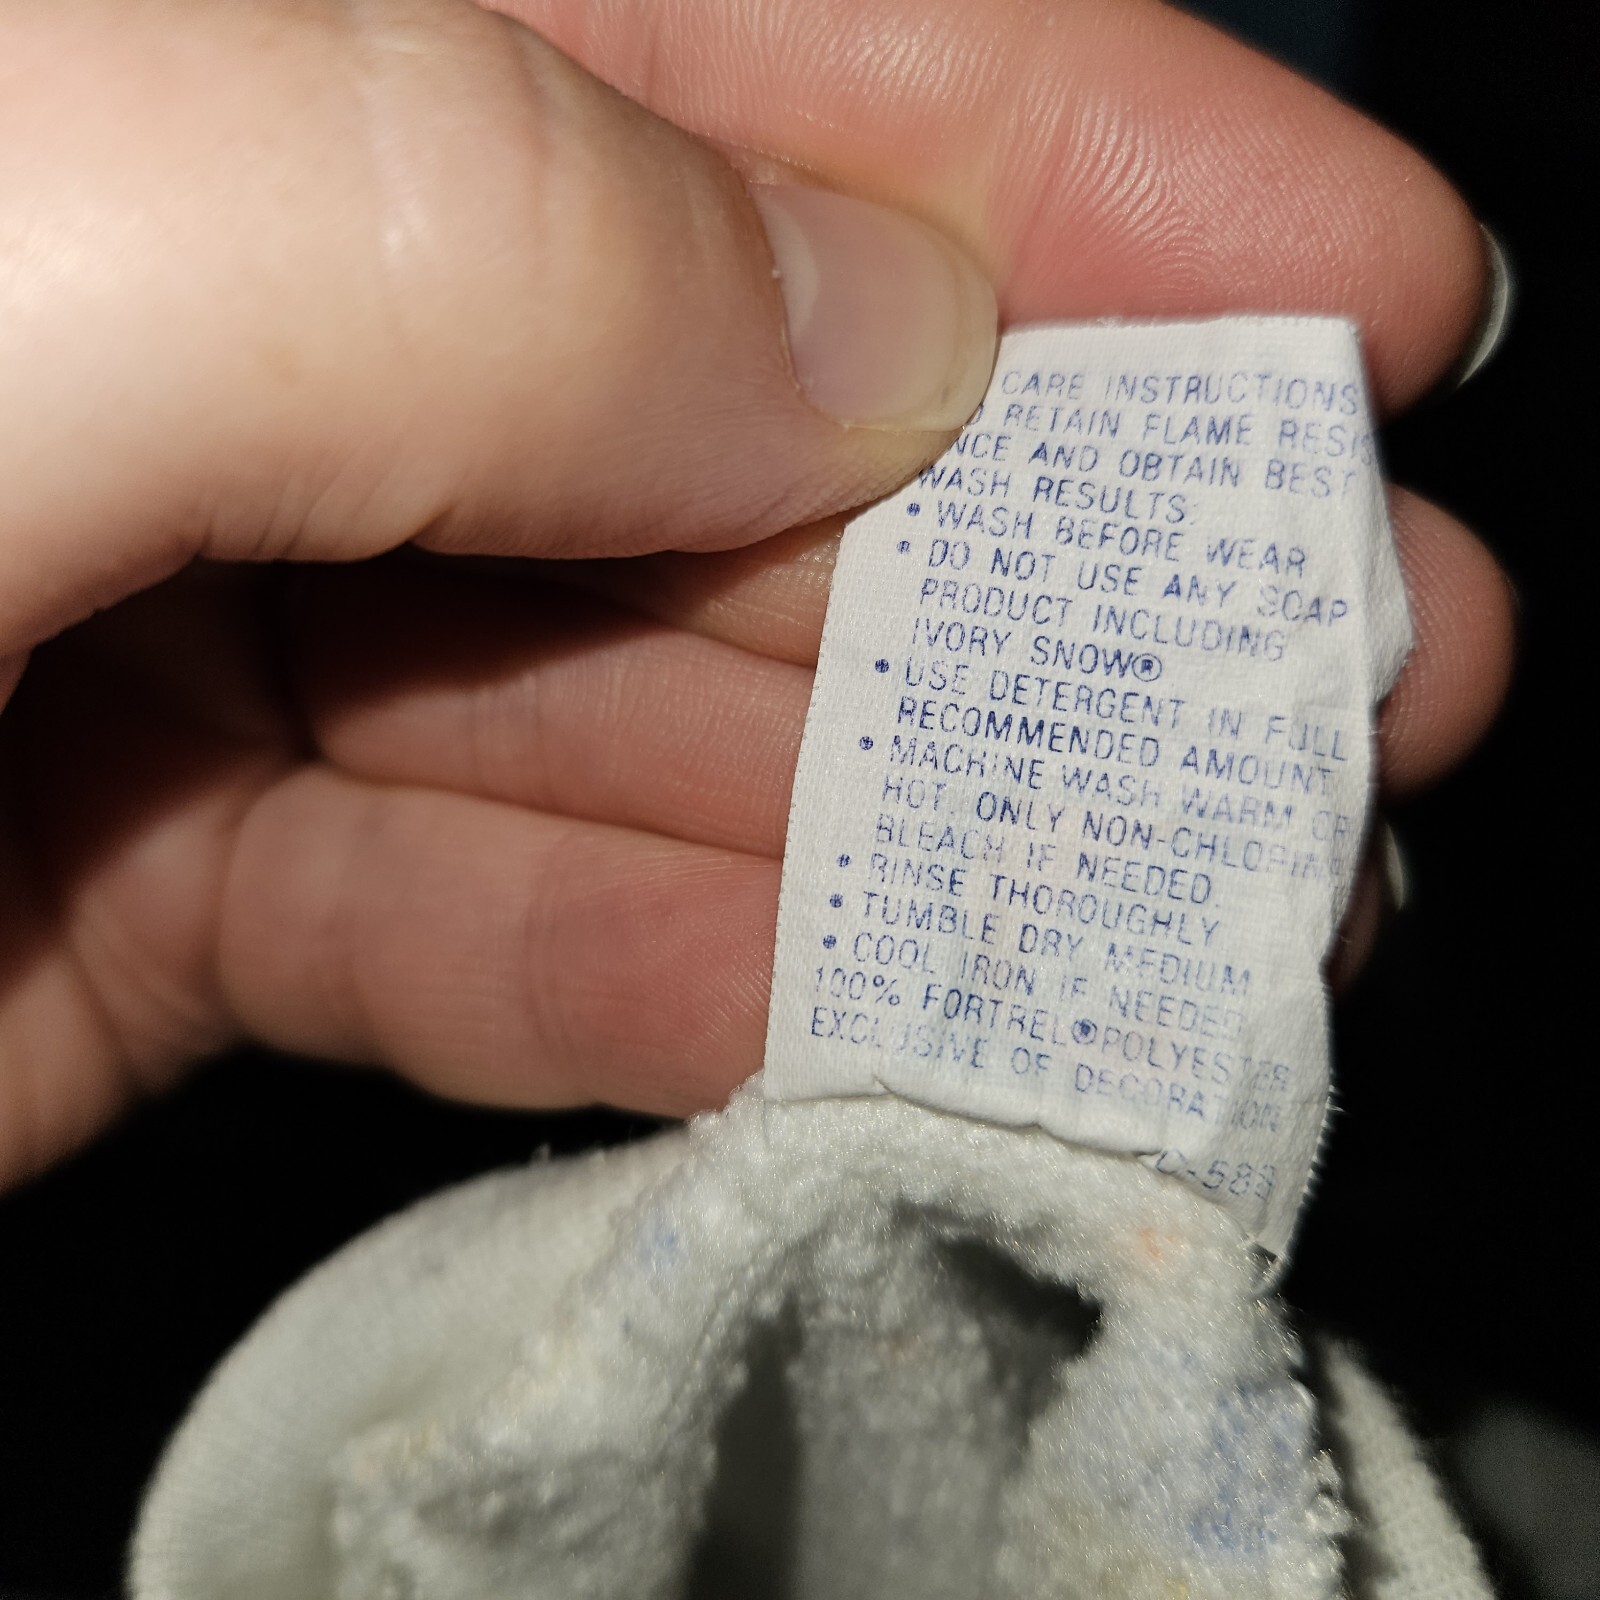 CARE INSTRUCTIONS
RETAIN FLAME RESIS
NCE AND OBTAIN BEST
WASH RESULTS:
• WASH BEFORE WEAR
• DO NOT USE ANY SOAP
PRODUCT INCLUDING
IVORY SNOW®
• USE DETERGENT IN FULL
RECOMMENDED AMOUNT
• MACHINE WASH WARM OR
HOT. ONLY NON-CHLORINE
BLEACH IF NEEDED.
• RINSE THOROUGHLY
• TUMBLE DRY MEDIUM
• COOL IRON IF NEEDED
100% FORTREL® POLYESTER
EXCLUSIVE OF DECORATION